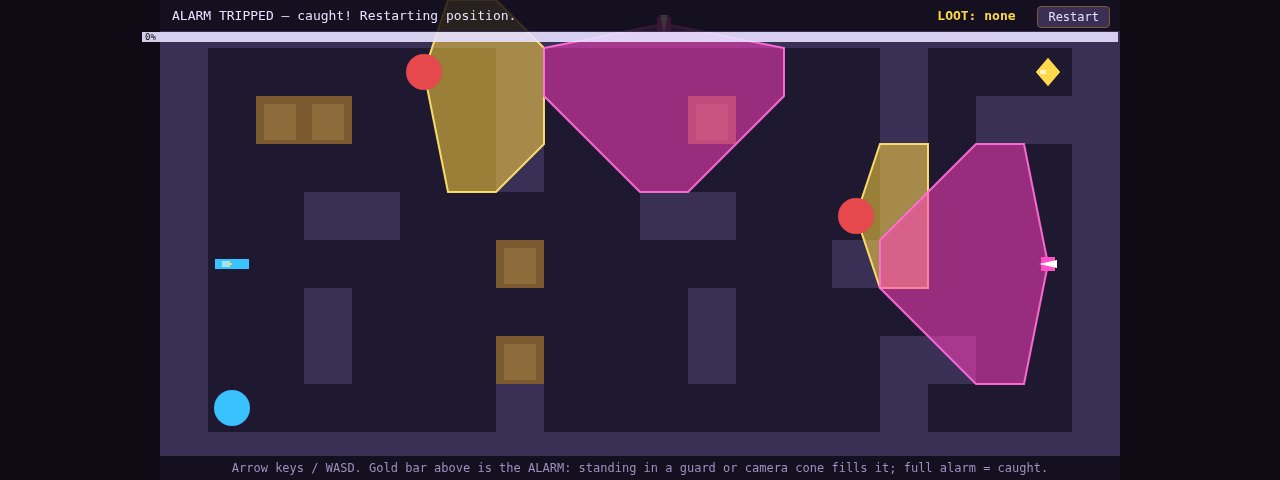 ALARM TRIPPED — caught! Restarting position.
LOOT: none
Restart
0%
Arrow keys / WASD. Gold bar above is the ALARM: standing in a guard or camera cone fills it; full alarm = caught.